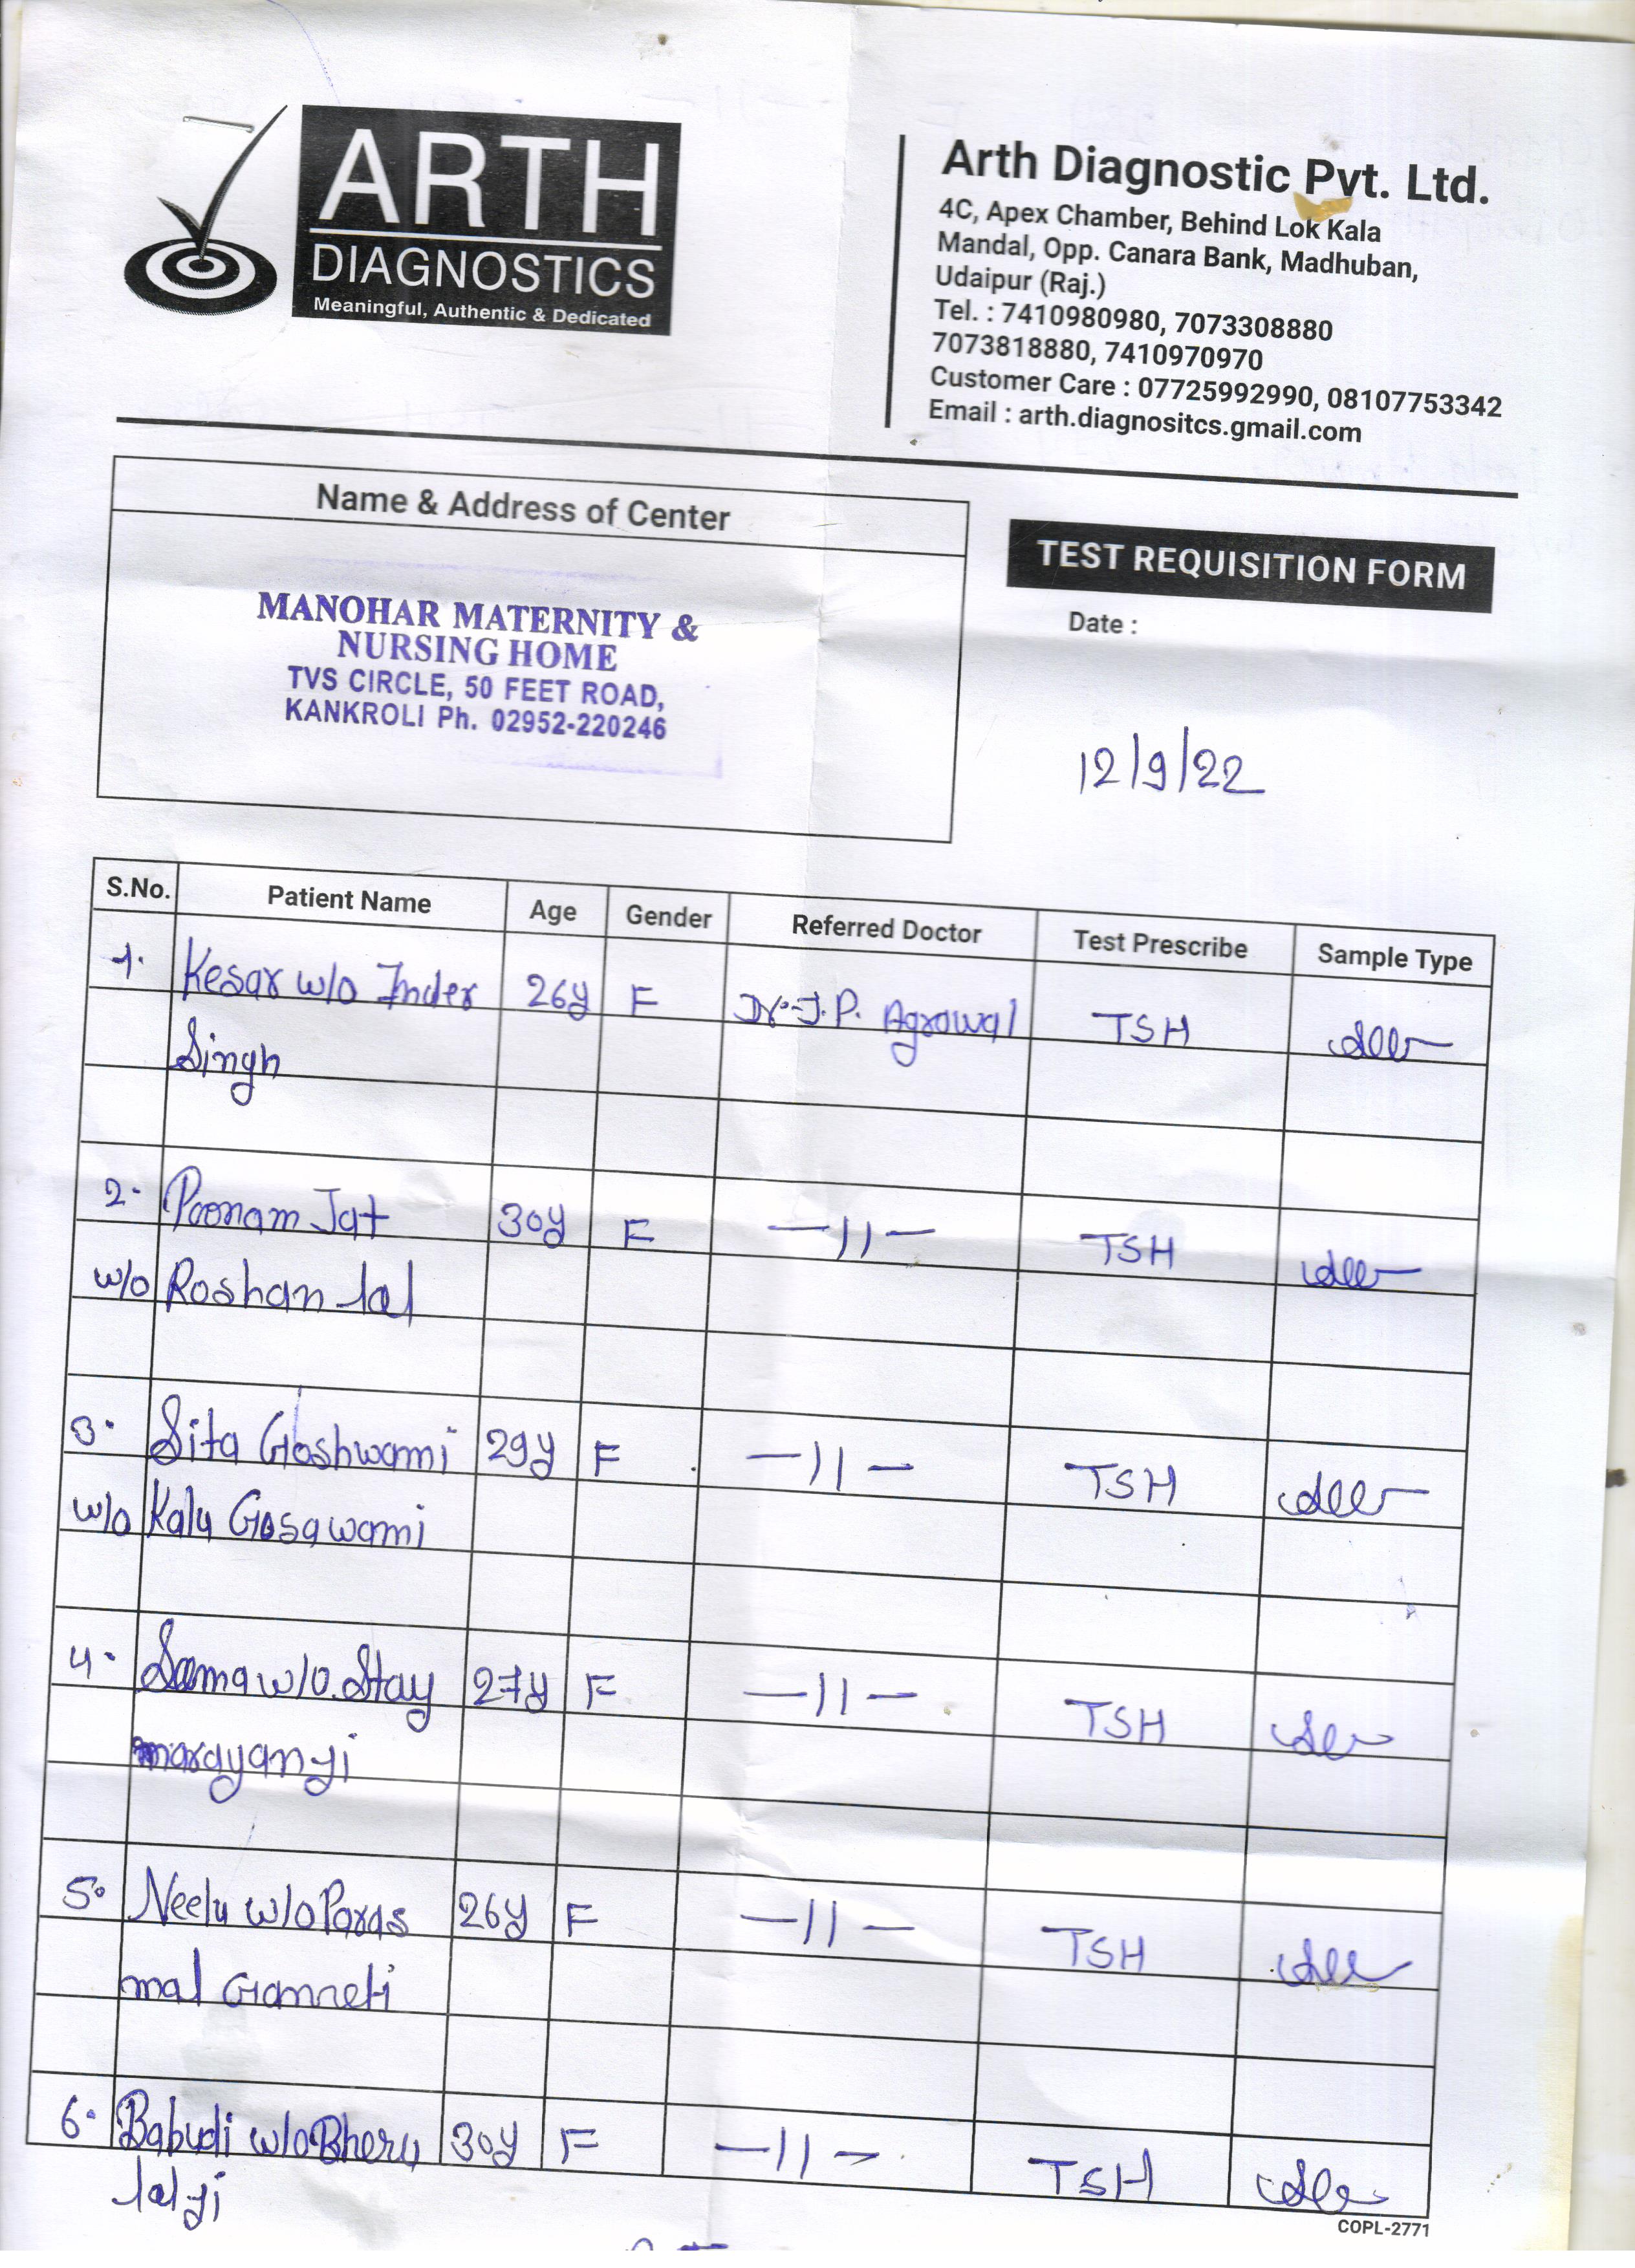 ARTH
DIAGNOSTICS
Meaningful, Authentic & Dedicated
Arth Diagnostic Pvt. Ltd.
4C, Apex Chamber, Behind Lok Kala
Mandal, Opp. Canara Bank, Madhuban,
Udaipur (Raj.)
Tel. : 7410980980, 7073308880
7073818880, 7410970970
Customer Care : 07725992990, 08107753342
Email : arth.diagnositcs.gmail.com
Name & Address of Center
MANOHAR MATERNITY &
NURSING HOME
TVS CIRCLE, 50 FEET ROAD,
KANKROLI Ph. 02952-220246
TEST REQUISITION FORM
Date :
12/9/22
S.No. Patient Name Age Gender Referred Doctor Test Prescribe Sample Type
1. Kesar w/o Inder 26y F Dr. J.P. Agrawal TSH
Singh
2. Poonam Jat 30y F —11— TSH
w/o Roshan lal
3. Sita Goshwami 29y F —11— TSH
w/o Kalu Gosawami
4. w/o. Stay 27y F —11— TSH
narayanji
5. Neelu w/o Paras 26y F —11— TSH
mal Gameti
6. Babudi w/o Bheru 30y F —11— TSH
lalji
COPL-2771